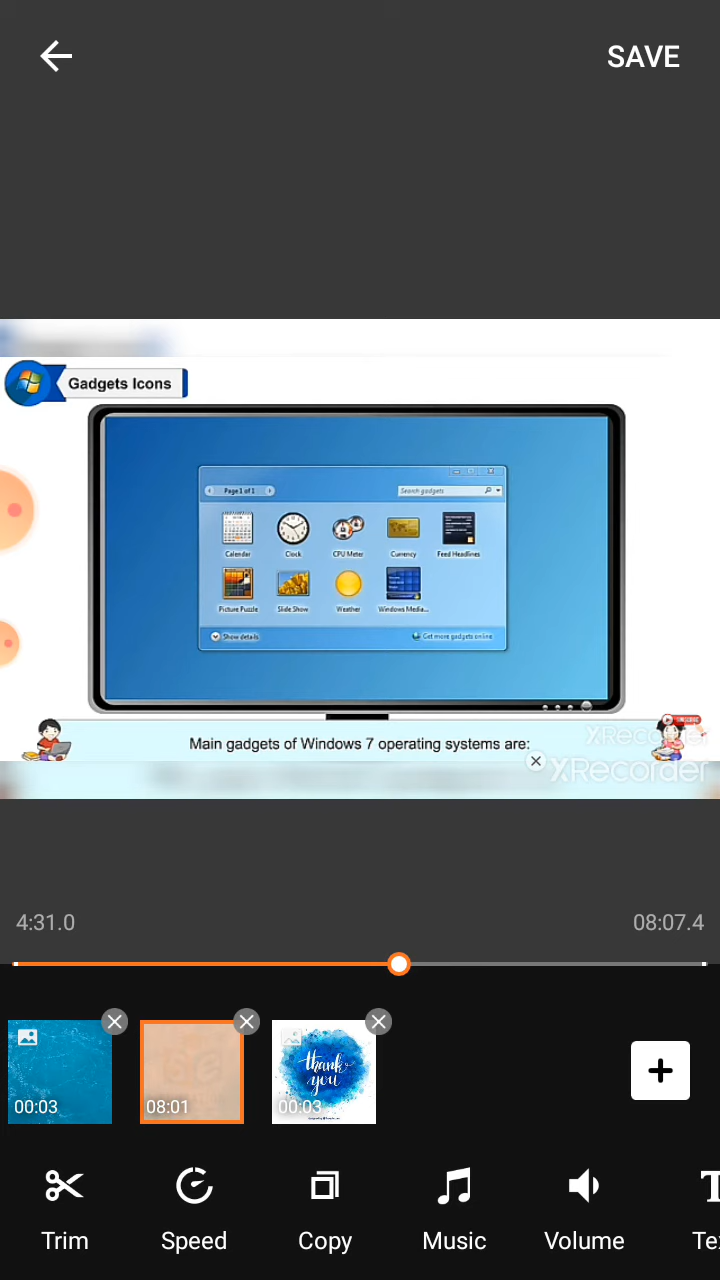 SAVE
Gadgets Icons
Page 1 of 1
Search gadgets
Calendar
Clock
CPU Meter
Currency
Feed Headlines
Picture Puzzle
Slide Show
Weather
Windows Media...
Show details
Get more gadgets online
SUBSCRIBE
Main gadgets of Windows 7 operating systems are:
XRecorder
XRecorder
4:31.0
08:07.4
thank
you
00:03
08:01
00:03
Trim
Speed
Copy
Music
Volume
Te